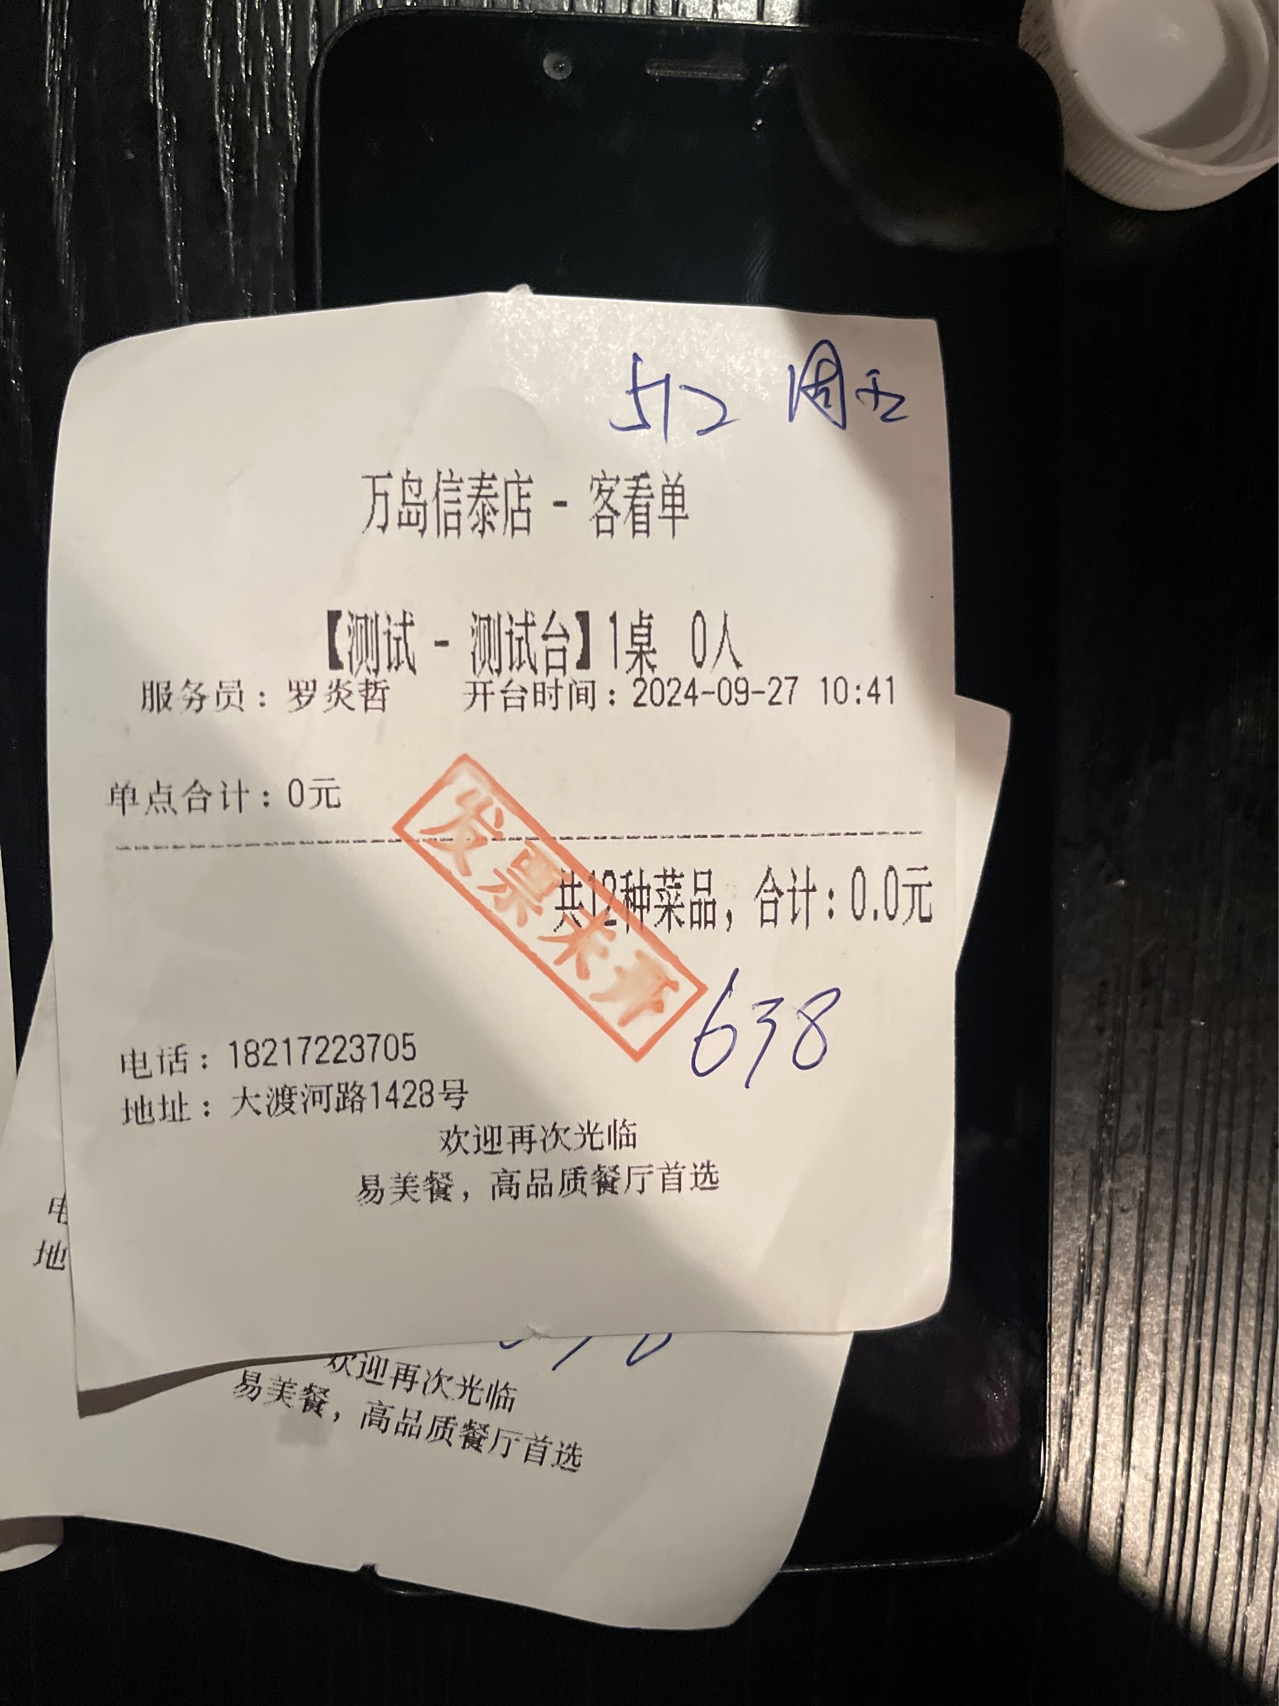 512 周五
万岛信泰店 - 客看单
【测试 - 测试台】1桌 0人
服务员：罗炎哲 开台时间：2024-09-27 10:41
单点合计：0元
发票未开
共12种菜品，合计：0.0元
638
电话：18217223705
地址：大渡河路1428号
欢迎再次光临
易美餐，高品质餐厅首选
电
地
欢迎再次光临
易美餐，高品质餐厅首选